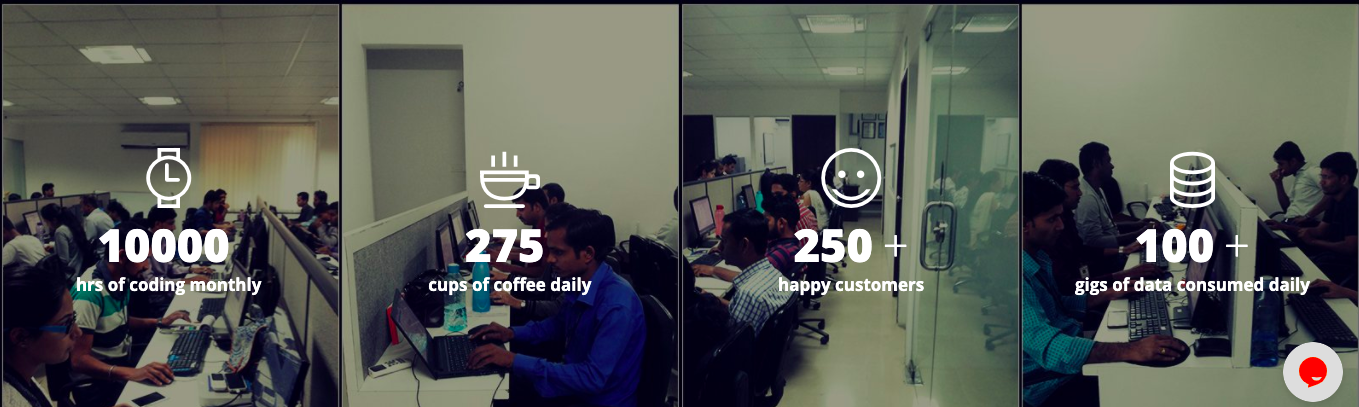 10000
hrs of coding monthly
275
cups of coffee daily
250 +
happy customers
100 +
gigs of data consumed daily